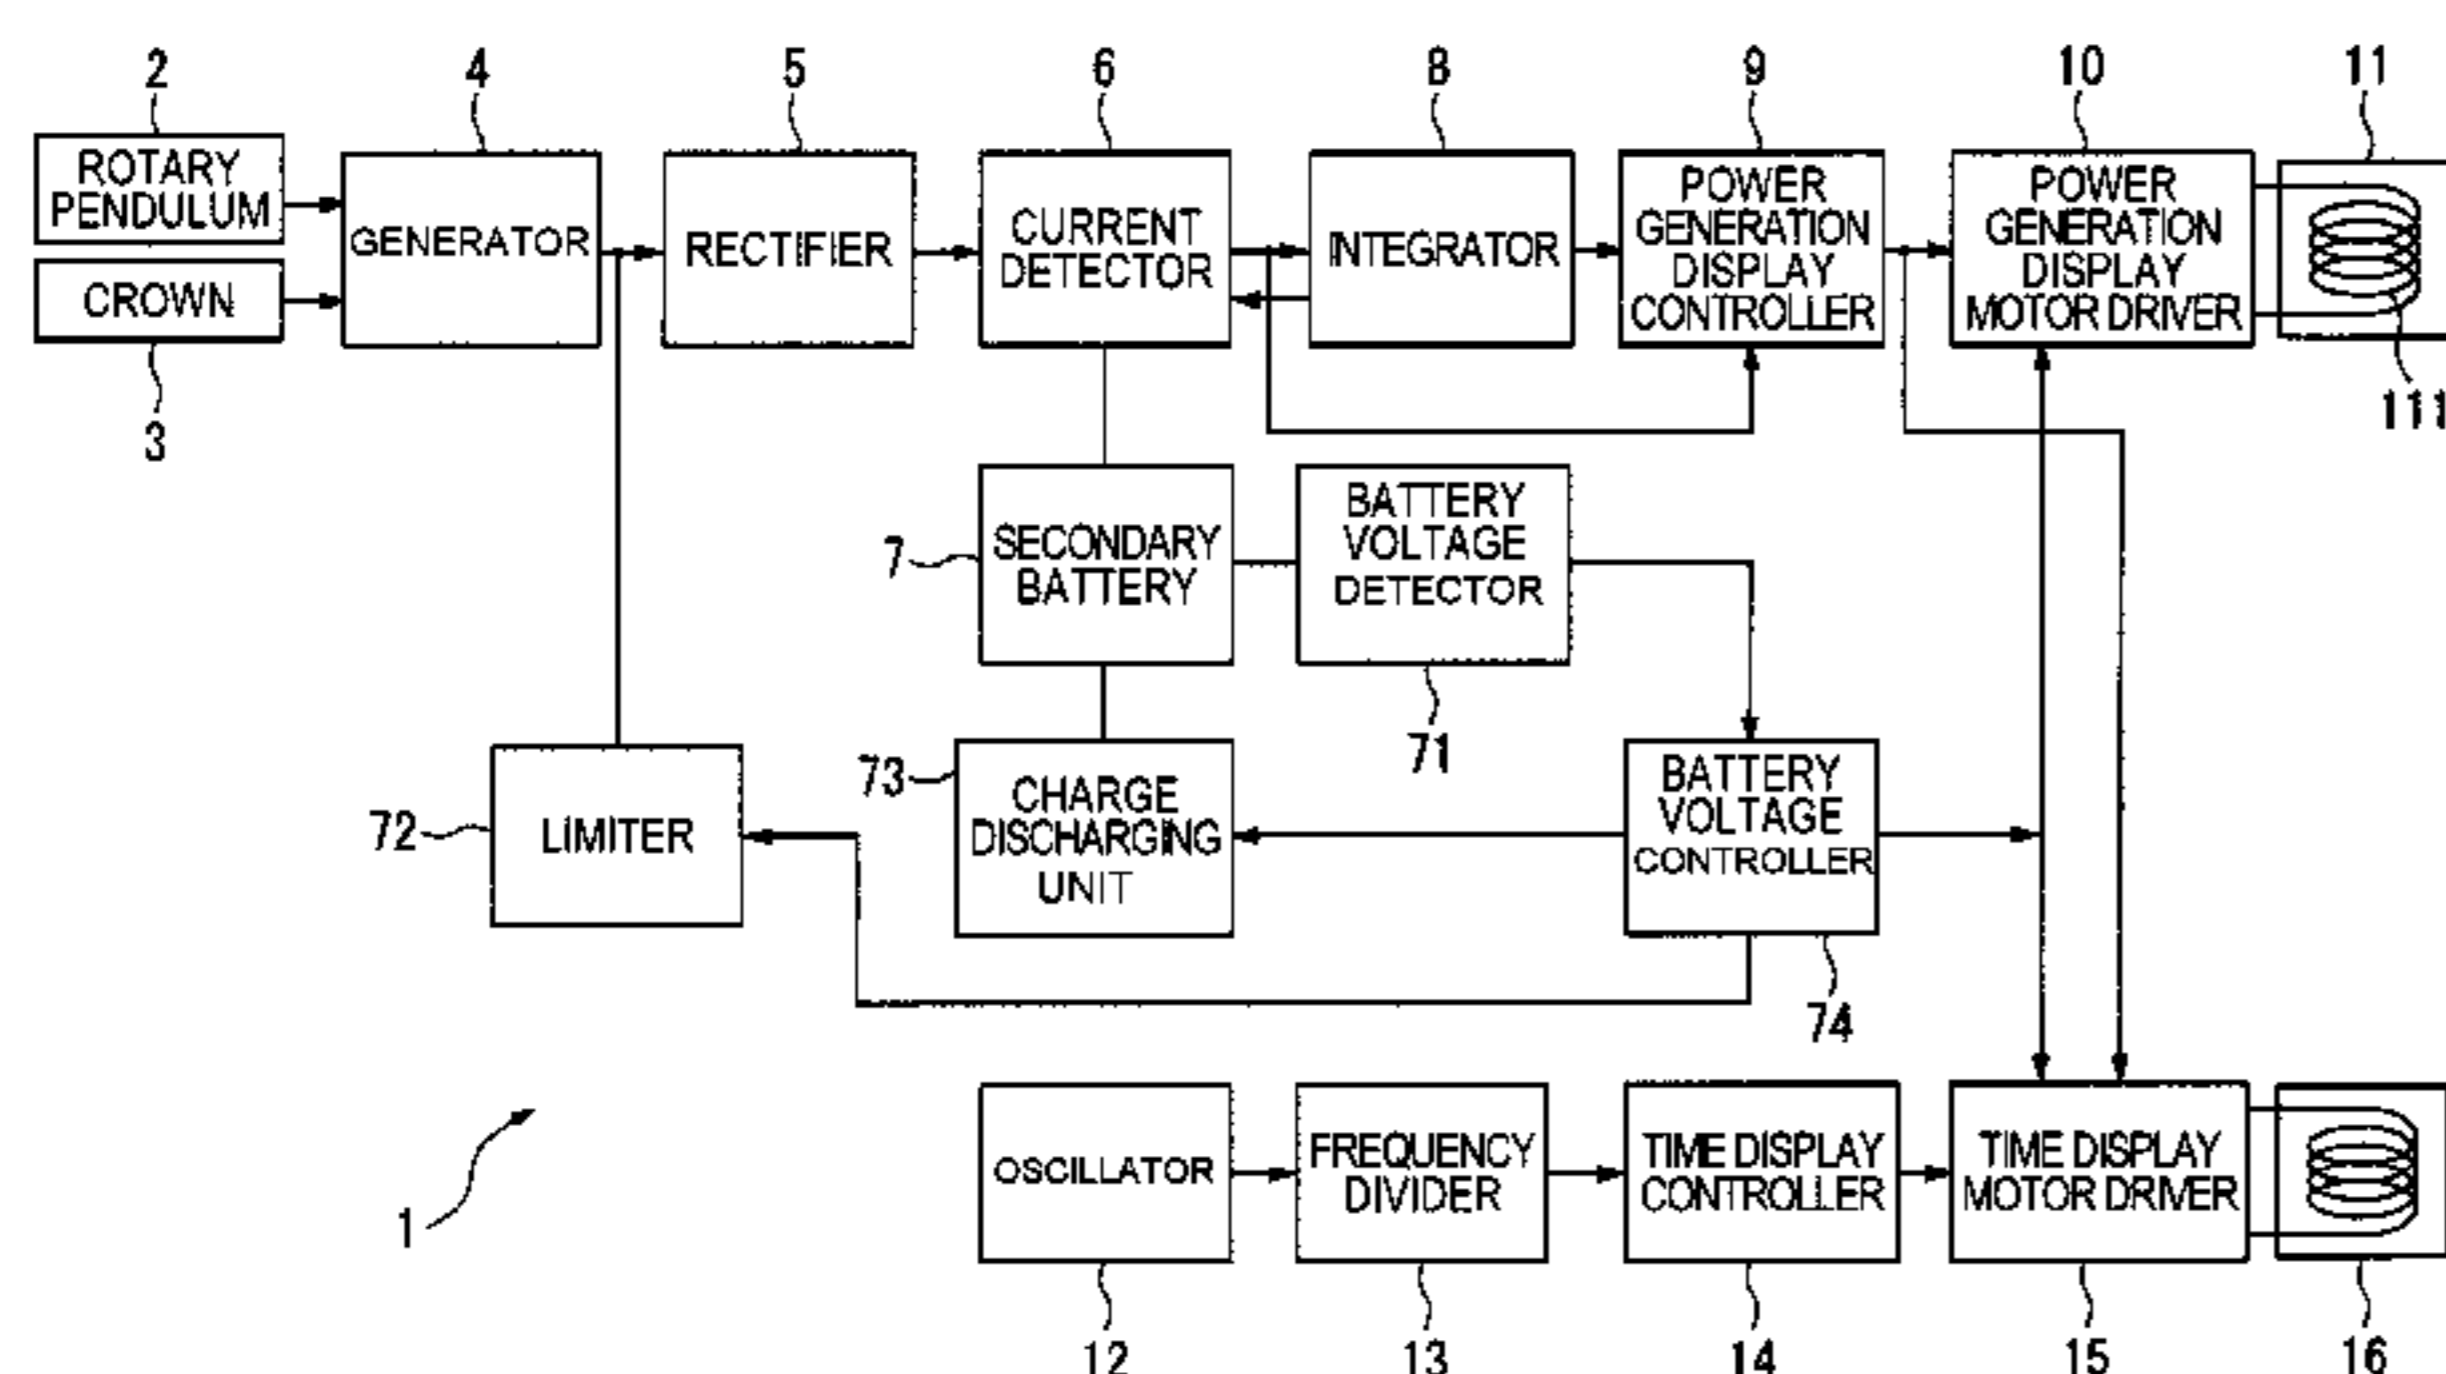 2
4
5
6
8
9
10
11
ROTARY
PENDULUM
CROWN
3
GENERATOR
RECTIFIER
CURRENT
DETECTOR
INTEGRATOR
POWER
GENERATION
DISPLAY
CONTROLLER
POWER
GENERATION
DISPLAY
MOTOR DRIVER
111
7
SECONDARY
BATTERY
BATTERY
VOLTAGE
DETECTOR
71
72
LIMITER
73
CHARGE
DISCHARGING
UNIT
BATTERY
VOLTAGE
CONTROLLER
74
1
OSCILLATOR
FREQUENCY
DIVIDER
TIME DISPLAY
CONTROLLER
TIME DISPLAY
MOTOR DRIVER
12
13
14
15
16